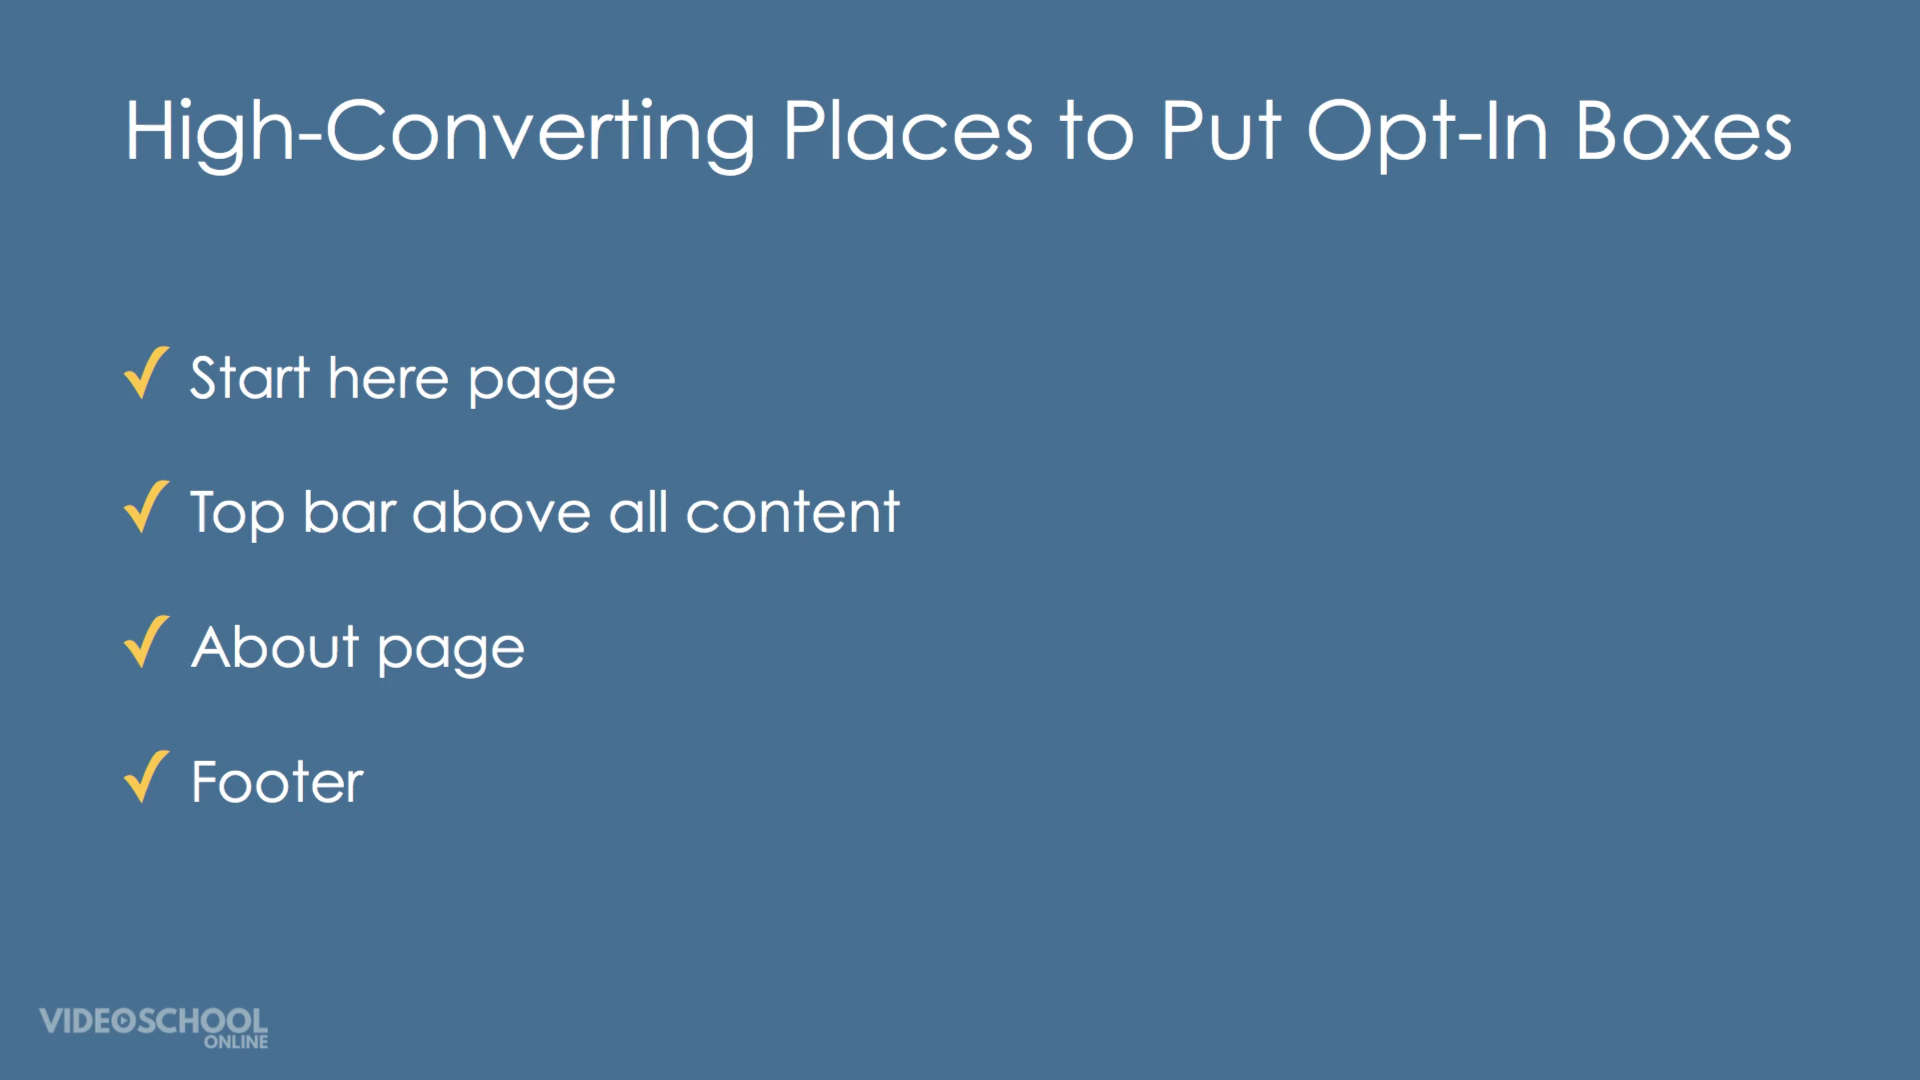 High-Converting Places to Put Opt-In Boxes
✓ Start here page
✓ Top bar above all content
✓ About page
✓ Footer
VIDEOSCHOOL
ONLINE